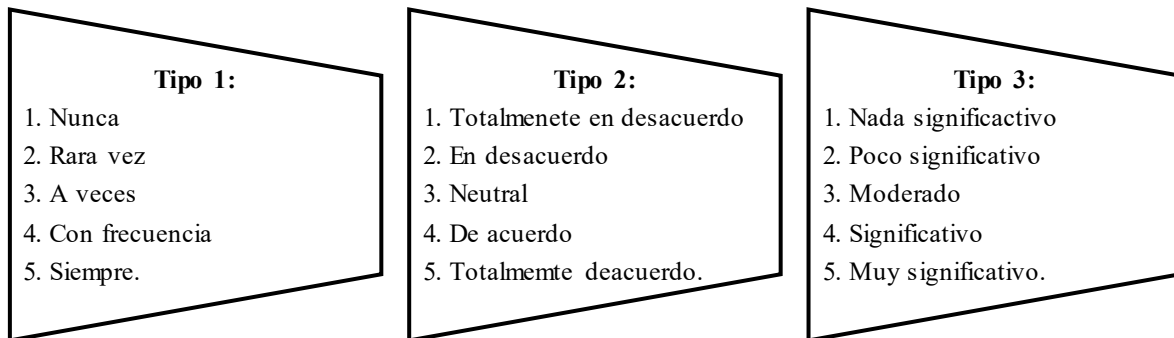 Tipo 1:
1. Nunca
2. Rara vez
3. A veces
4. Con frecuencia
5. Siempre.
Tipo 2:
1. Totalmenete en desacuerdo
2. En desacuerdo
3. Neutral
4. De acuerdo
5. Totalmemte deacuerdo.
Tipo 3:
1. Nada significactivo
2. Poco significativo
3. Moderado
4. Significativo
5. Muy significativo.